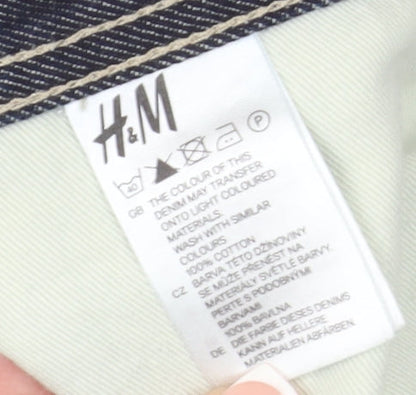 H&M
40 P
GB THE COLOUR OF THIS
DENIM MAY TRANSFER
ONTO LIGHT COLOURED
MATERIALS.
WASH WITH SIMILAR
COLOURS
100% COTTON
CZ BARVA TÉTO DŽÍNOVINY
SE MŮŽE PŘENÉST NA
MATERIÁLY SVĚTLÉ BARVY.
PERTE S PODOBNÝMI
BARVAMI
100% BAVLNA
DE DIE FARBE DIESES DENIMS
KANN AUF HELLERE
MATERIALIEN ABFÄRBEN